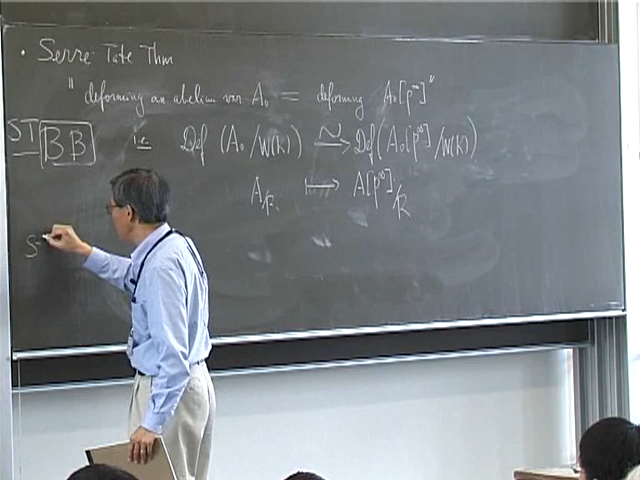 • Serre-Tate Thm
" deforming an abelian var A₀ = deforming A₀[p^∞] "
ST BB i.e. Def (A₀ /W(k)) ~→ Def (A₀[p^∞] /W(k))
A/R ↦ A[p^∞]/R
S